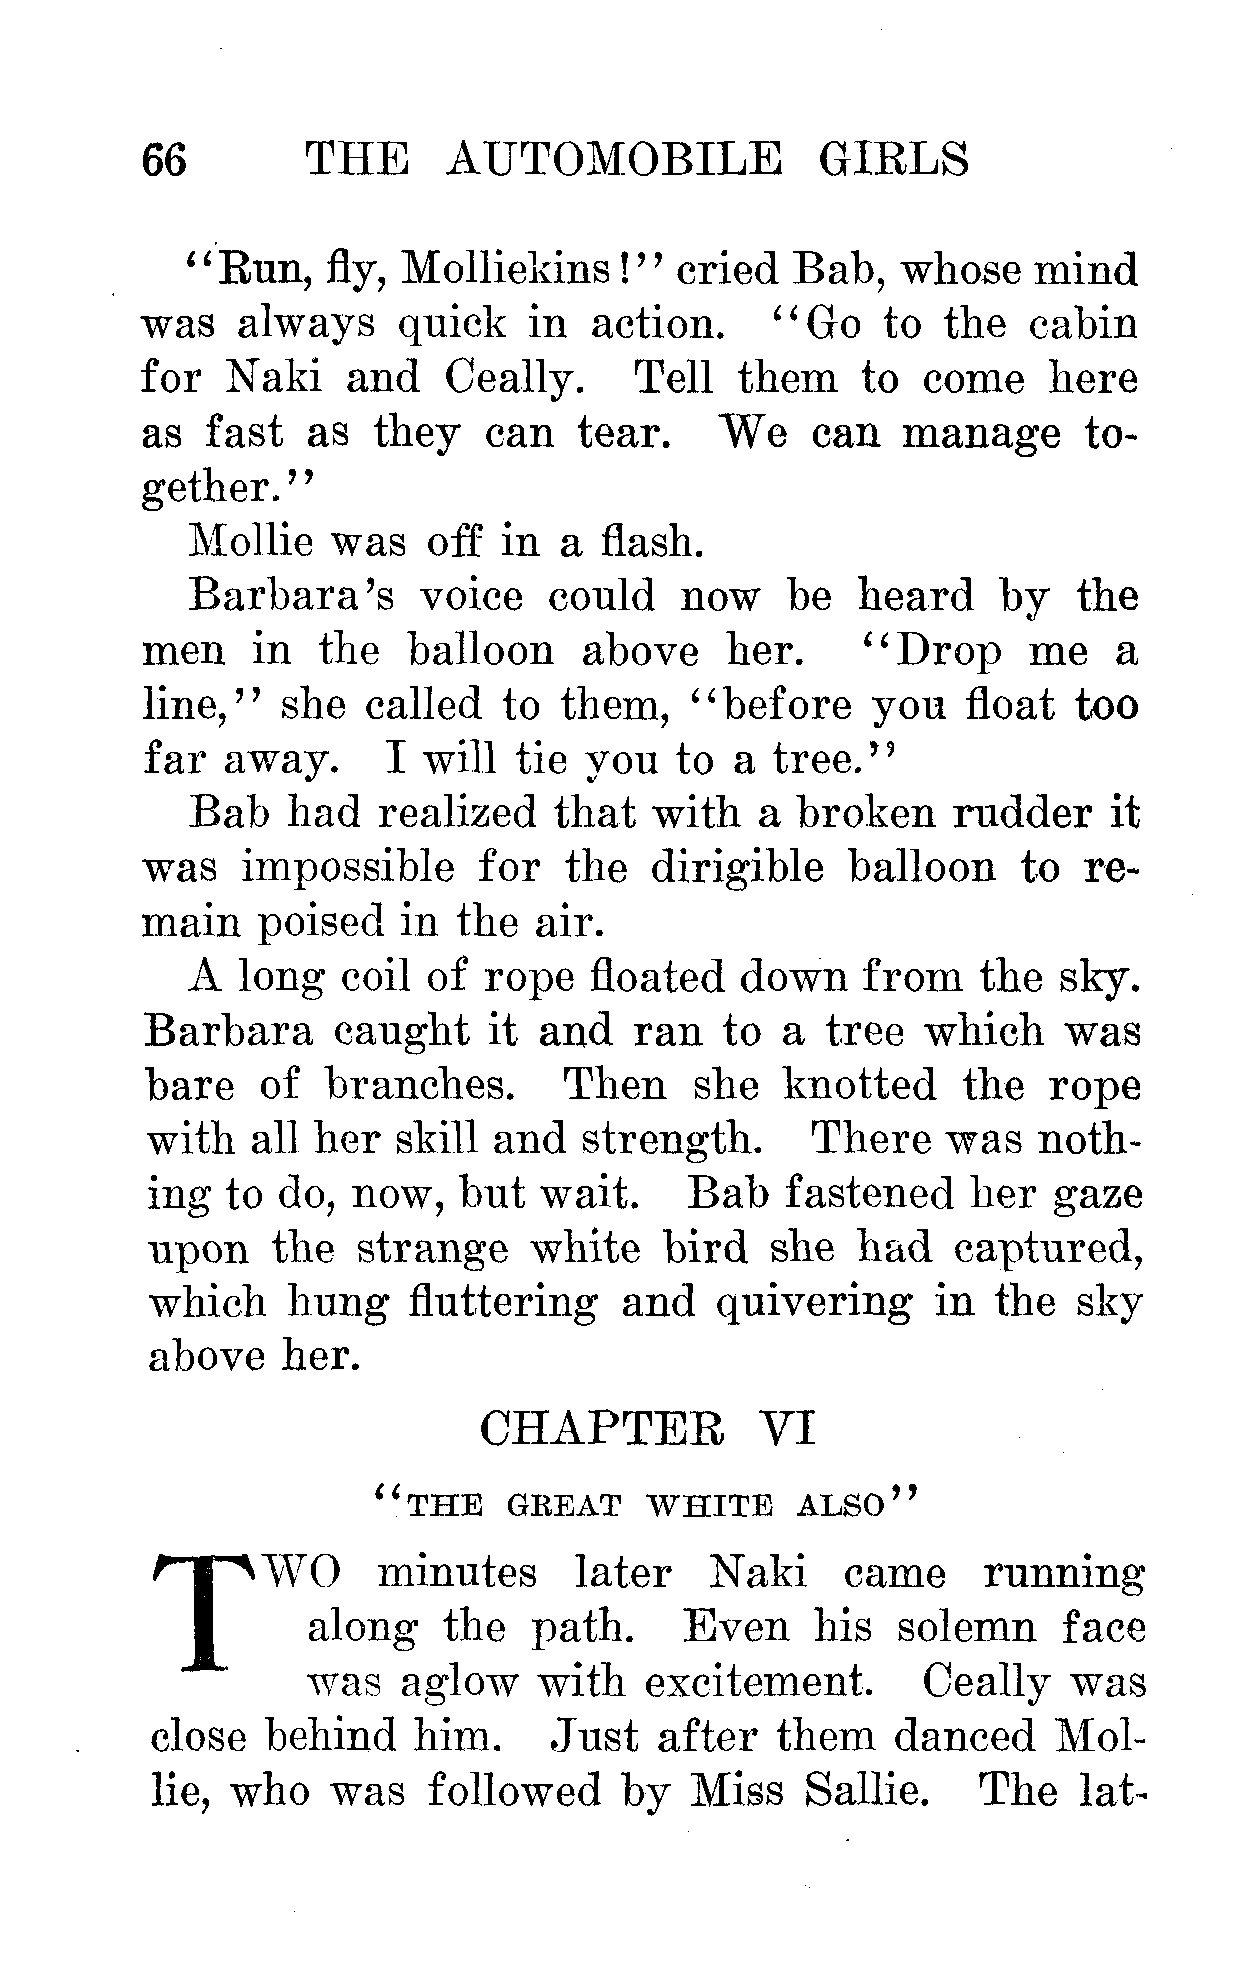 66 THE AUTOMOBILE GIRLS
"Run, fly, Molliekins!" cried Bab, whose mind
was always quick in action. "Go to the cabin
for Naki and Ceally. Tell them to come here
as fast as they can tear. We can manage to-
gether."
Mollie was off in a flash.
Barbara's voice could now be heard by the
men in the balloon above her. "Drop me a
line," she called to them, "before you float too
far away. I will tie you to a tree."
Bab had realized that with a broken rudder it
was impossible for the dirigible balloon to re-
main poised in the air.
A long coil of rope floated down from the sky.
Barbara caught it and ran to a tree which was
bare of branches. Then she knotted the rope
with all her skill and strength. There was noth-
ing to do, now, but wait. Bab fastened her gaze
upon the strange white bird she had captured,
which hung fluttering and quivering in the sky
above her.
CHAPTER VI
"THE GREAT WHITE ALSO"
TWO minutes later Naki came running
along the path. Even his solemn face
was aglow with excitement. Ceally was
close behind him. Just after them danced Mol-
lie, who was followed by Miss Sallie. The lat-